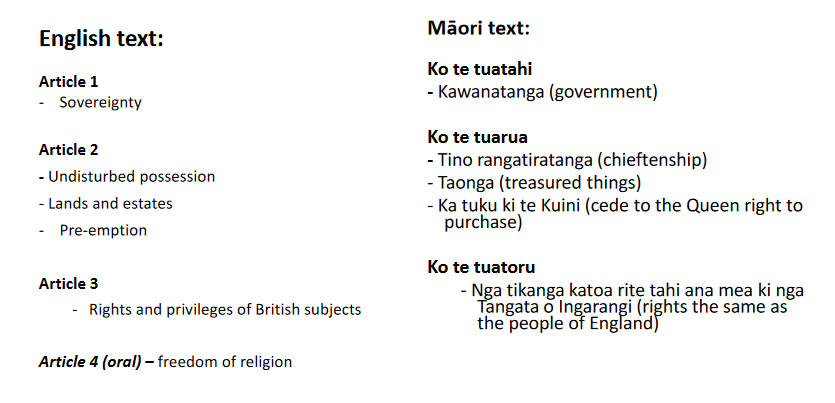 English text:
Article 1
- Sovereignty
Article 2
- Undisturbed possession
- Lands and estates
- Pre-emption
Article 3
- Rights and privileges of British subjects
Article 4 (oral) – freedom of religion
Māori text:
Ko te tuatahi
- Kawanatanga (government)
Ko te tuarua
- Tino rangatiratanga (chieftenship)
- Taonga (treasured things)
- Ka tuku ki te Kuini (cede to the Queen right to
purchase)
Ko te tuatoru
- Nga tikanga katoa rite tahi ana mea ki nga
Tangata o Ingarangi (rights the same as
the people of England)